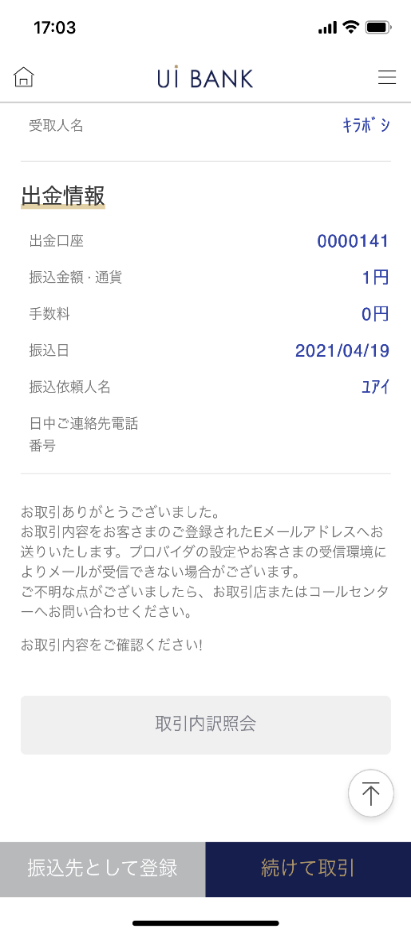 17:03
Ui BANK
受取人名 ｷﾗﾎﾞｼ
出金情報
出金口座 0000141
振込金額・通貨 1円
手数料 0円
振込日 2021/04/19
振込依頼人名 ﾕｱｲ
日中ご連絡先電話
番号
お取引ありがとうございました。
お取引内容をお客さまのご登録されたEメールアドレスへお
送りいたします。プロバイダの設定やお客さまの受信環境に
よりメールが受信できない場合がございます。
ご不明な点がございましたら、お取引店またはコールセンタ
ーへお問い合わせください。
お取引内容をご確認ください!
取引内訳照会
振込先として登録 続けて取引